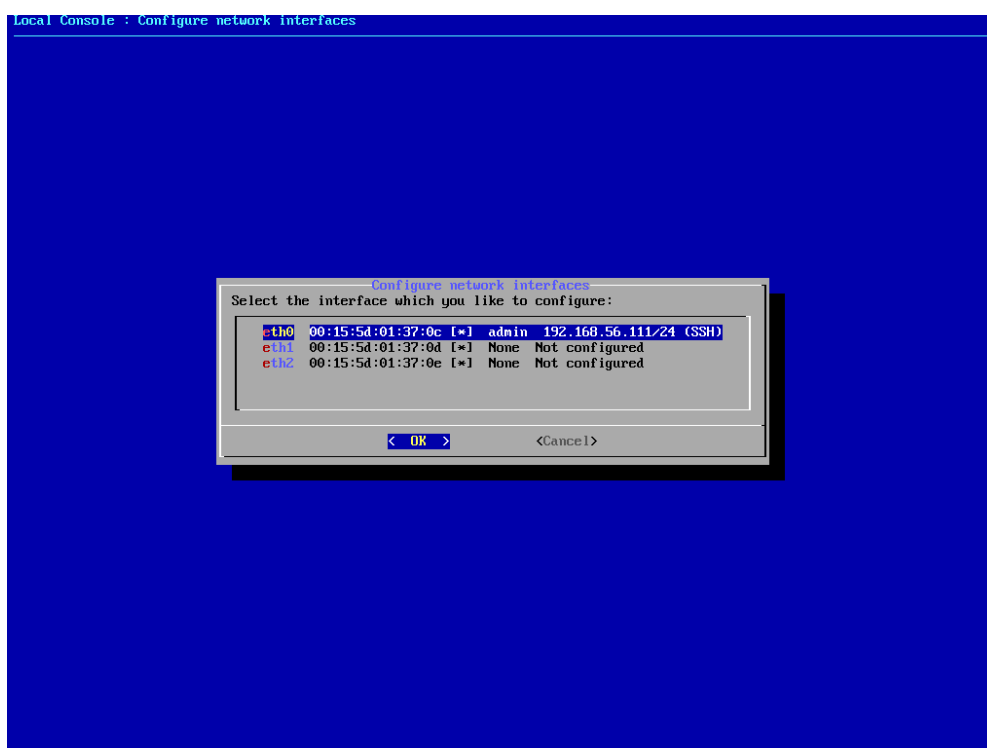 Local Console : Configure network interfaces
Configure network interfaces
Select the interface which you like to configure:
eth0 00:15:5d:01:37:0c [*] admin 192.168.56.111/24 (SSH)
eth1 00:15:5d:01:37:0d [*] None Not configured
eth2 00:15:5d:01:37:0e [*] None Not configured
< OK > <Cancel>